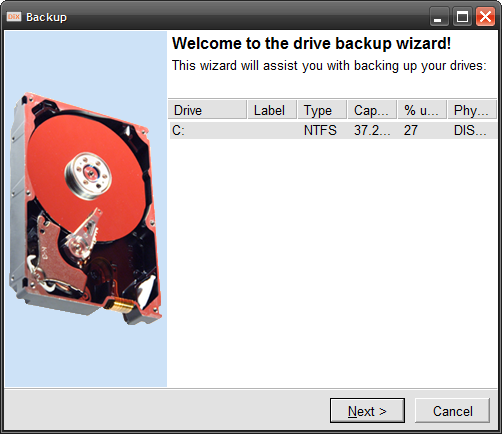 DIX Backup
Welcome to the drive backup wizard!
This wizard will assist you with backing up your drives:
Drive Label Type Cap... % u... Phy...
C: NTFS 37.2... 27 DIS...
Next > Cancel